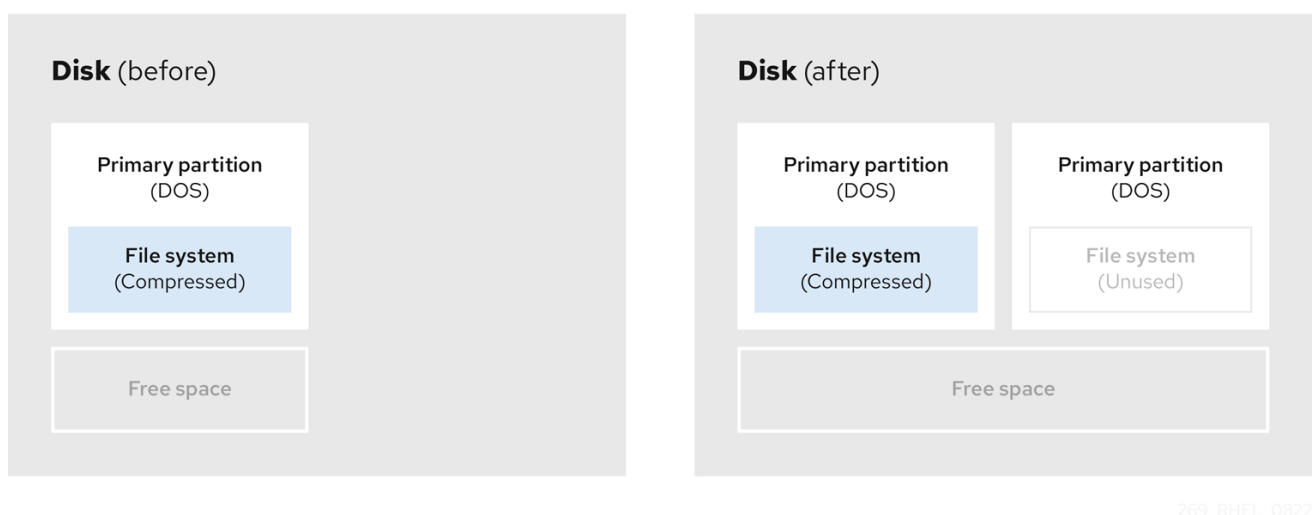 Disk (before)
Primary partition
(DOS)
File system
(Compressed)
Free space
Disk (after)
Primary partition
(DOS)
File system
(Compressed)
Primary partition
(DOS)
File system
(Unused)
Free space
269_RHEL_0822